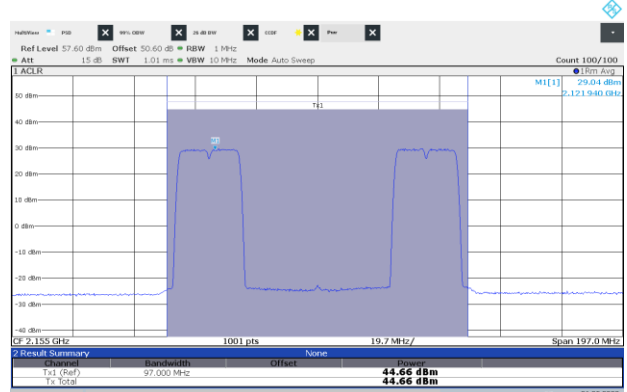 MultiView PSD X 99% OBW X 26 dB BW X CCDF X Pwr X
Ref Level 57.60 dBm Offset 50.60 dB RBW 1 MHz
Att 15 dB SWT 1.01 ms VBW 10 MHz Mode Auto Sweep Count 100/100
1 ACLR 1Rm Avg
M1[1] 29.04 dBm
2.121 940 GHz
50 dBm
Tx1
40 dBm
M1
30 dBm
20 dBm
10 dBm
0 dBm
-10 dBm
-20 dBm
-30 dBm
-40 dBm
CF 2.155 GHz 1001 pts 19.7 MHz/ Span 197.0 MHz
2 Result Summary None
Channel Bandwidth Offset Power
Tx1 (Ref) 97.000 MHz 44.66 dBm
Tx Total 44.66 dBm